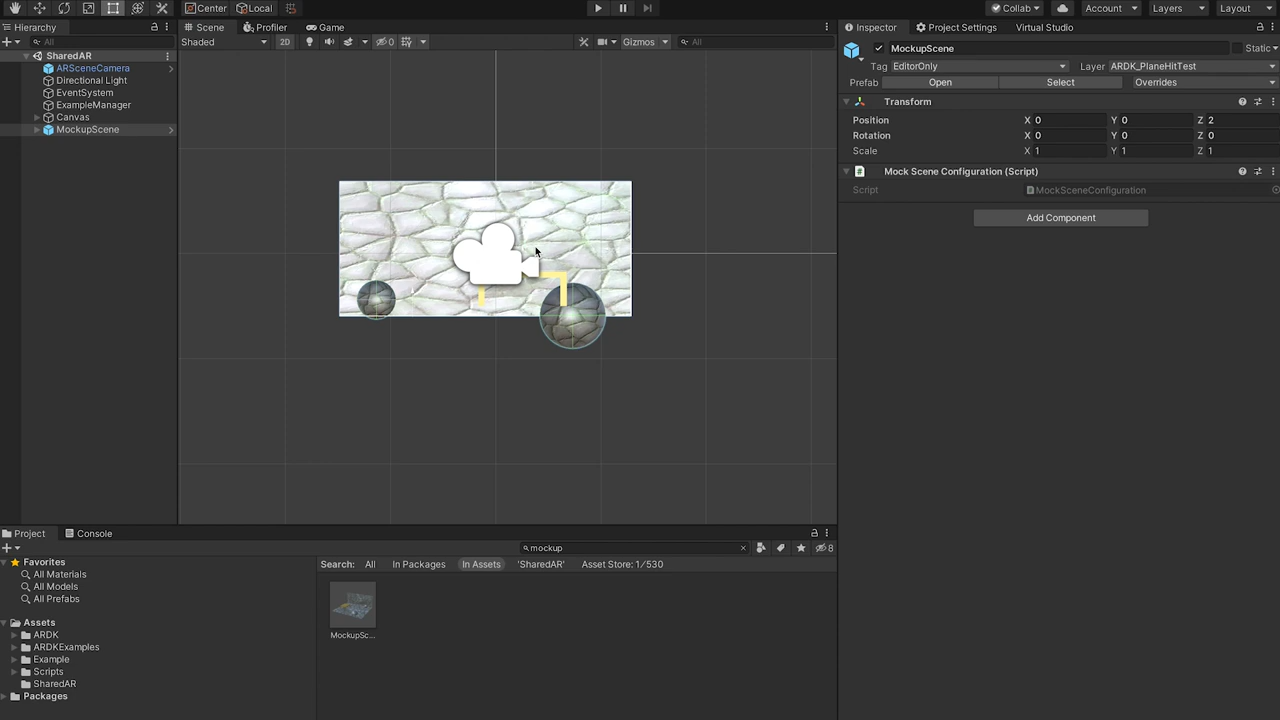 Center Local Collab Account Layers Layout
Hierarchy Scene Profiler Game Inspector Project Settings Virtual Studio
All Shaded 2D 0 Gizmos All MockupScene Static
SharedAR
Tag EditorOnly Layer ARDK_PlaneHitTest
ARSceneCamera
Directional Light
Prefab Open Select Overrides
EventSystem
ExampleManager
Transform
Canvas
Position X 0 Y 0 Z 2
MockupScene
Rotation X 0 Y 0 Z 0
Scale X 1 Y 1 Z 1
Mock Scene Configuration (Script)
Script MockSceneConfiguration
Add Component
Project Console
mockup 8
Favorites Search: All In Packages In Assets 'SharedAR' Asset Store: 1/530
All Materials
All Models
All Prefabs
Assets
ARDK MockupSc...
ARDKExamples
Example
Scripts
SharedAR
Packages